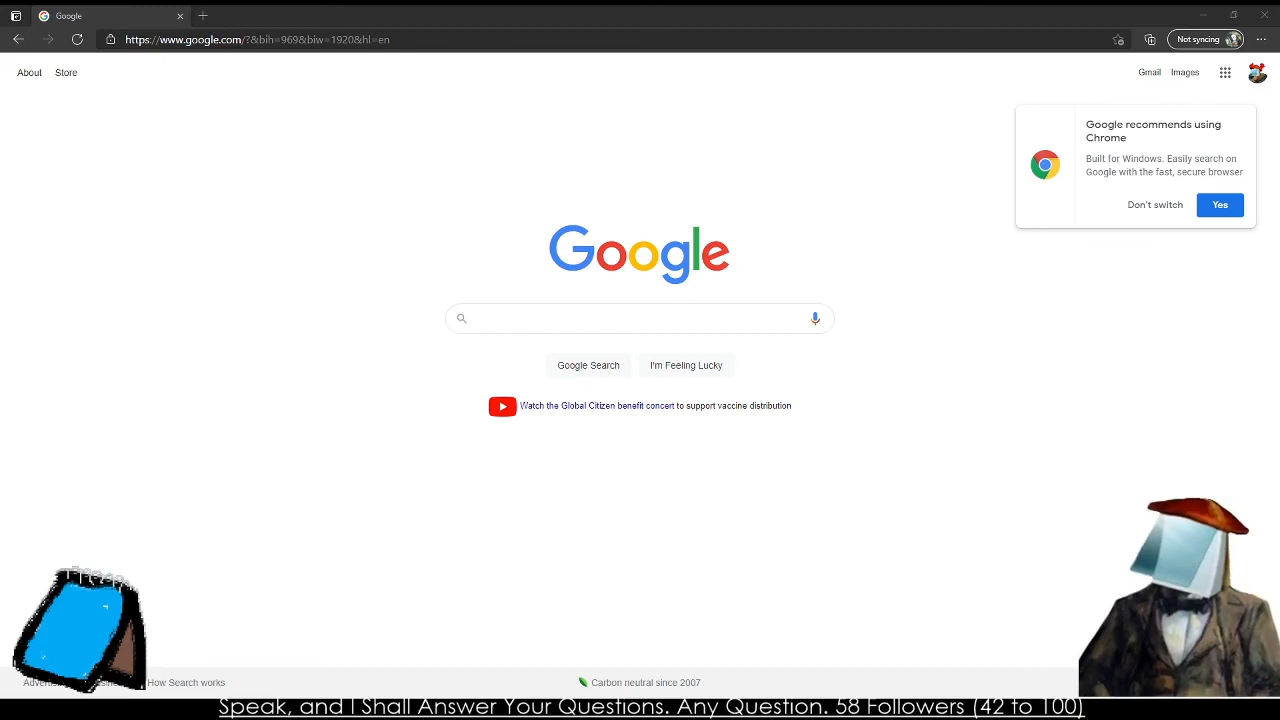 Google
https://www.google.com/?&bih=969&biw=1920&hl=en
Not syncing
About Store
Gmail Images
Google recommends using
Chrome
Built for Windows. Easily search on
Google with the fast, secure browser
Don't switch Yes
Google
Google Search I'm Feeling Lucky
Watch the Global Citizen benefit concert to support vaccine distribution
How Search works
Carbon neutral since 2007
Speak, and I Shall Answer Your Questions. Any Question. 58 Followers (42 to 100)